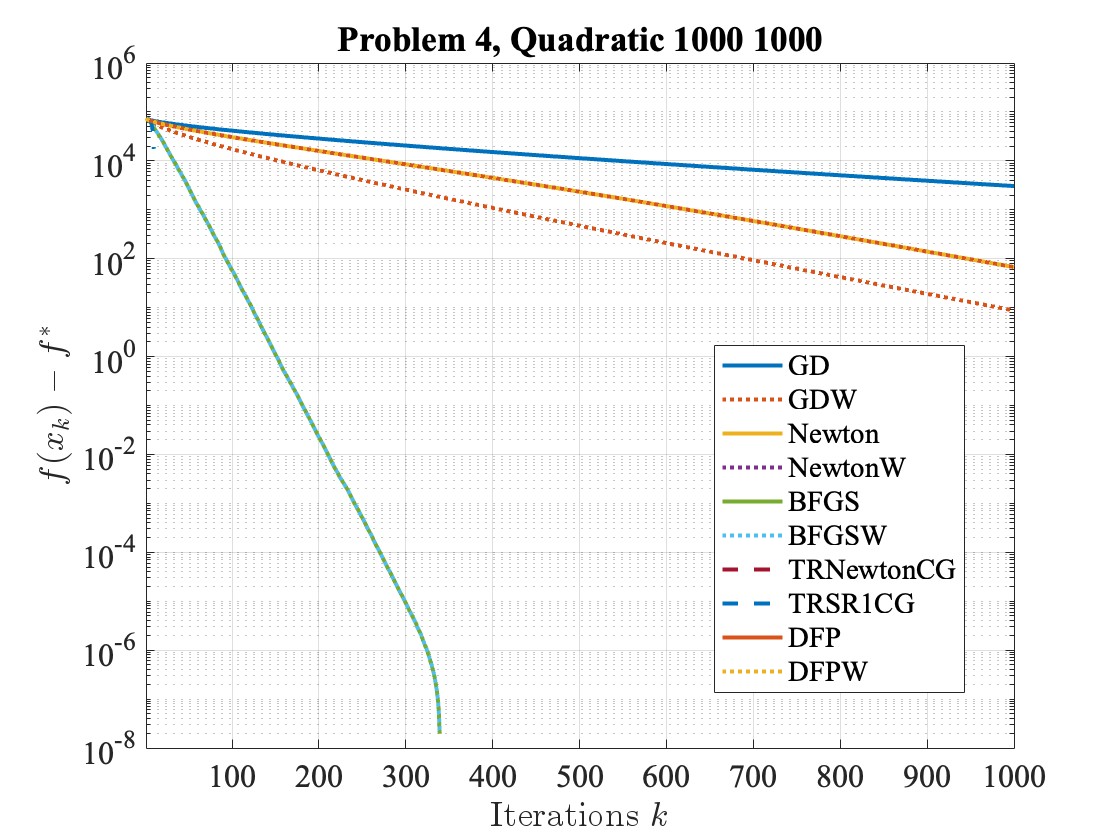 Problem 4, Quadratic 1000 1000
10^6
10^4
10^2
10^0
10^-2
10^-4
10^-6
10^-8
f(x_k) − f*
GD
GDW
Newton
NewtonW
BFGS
BFGSW
TRNewtonCG
TRSR1CG
DFP
DFPW
100 200 300 400 500 600 700 800 900 1000
Iterations k